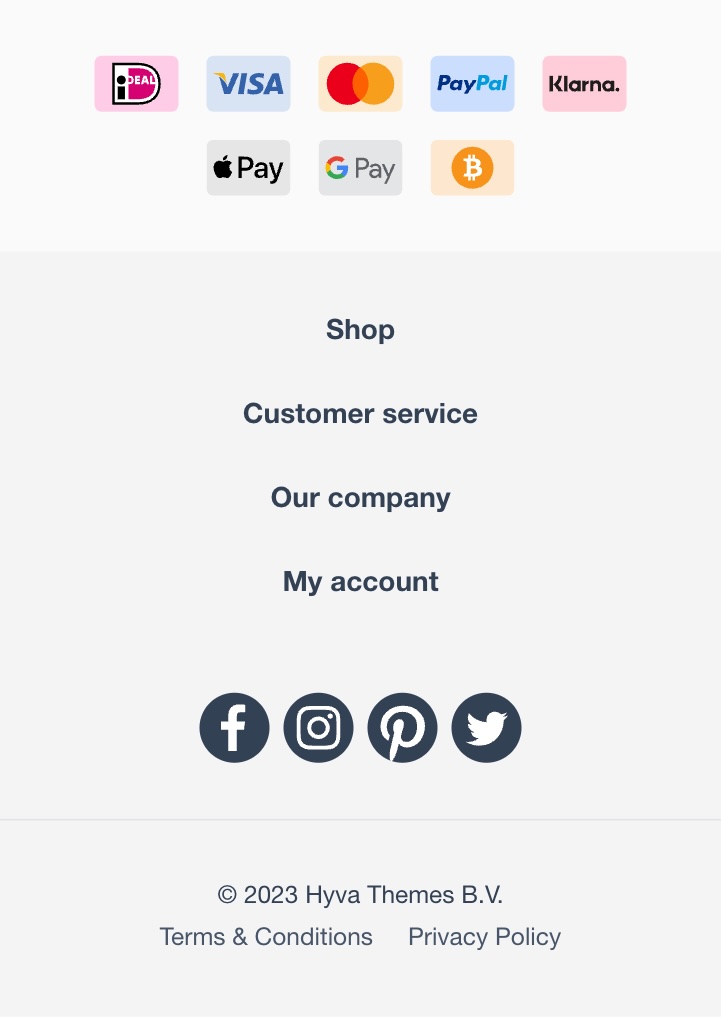 iDEAL VISA PayPal Klarna.
Pay G Pay
Shop
Customer service
Our company
My account
© 2023 Hyva Themes B.V.
Terms & Conditions Privacy Policy